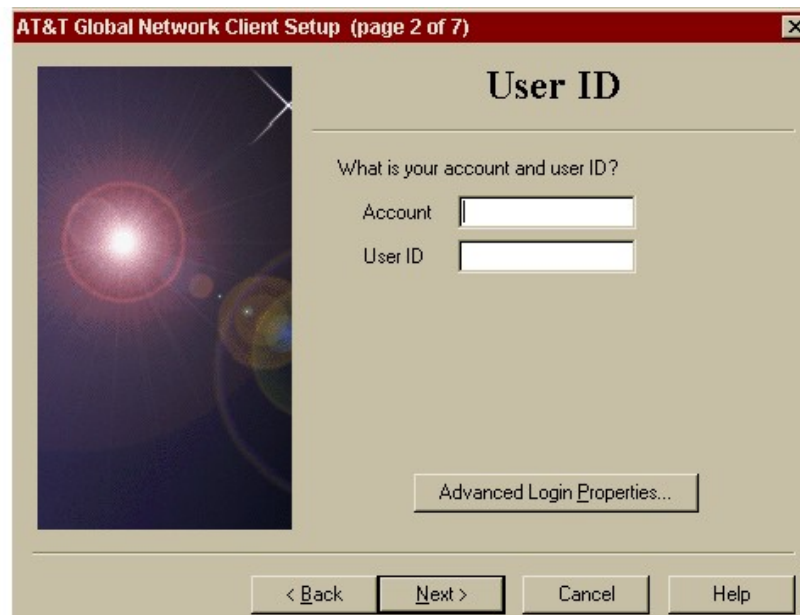 AT&T Global Network Client Setup (page 2 of 7)
User ID
What is your account and user ID?
Account
User ID
Advanced Login Properties...
< Back Next > Cancel Help